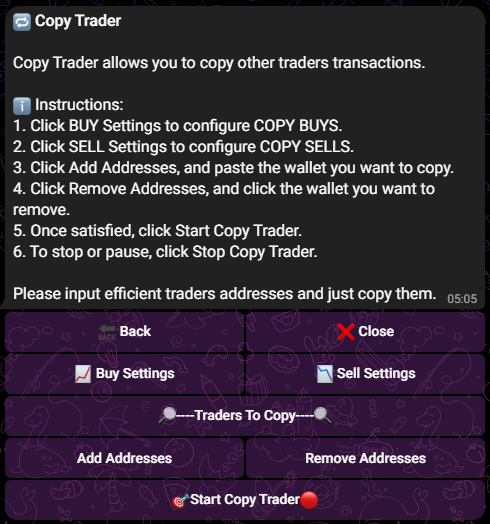 Copy Trader
Copy Trader allows you to copy other traders transactions.
Instructions:
1. Click BUY Settings to configure COPY BUYS.
2. Click SELL Settings to configure COPY SELLS.
3. Click Add Addresses, and paste the wallet you want to copy.
4. Click Remove Addresses, and click the wallet you want to
remove.
5. Once satisfied, click Start Copy Trader.
6. To stop or pause, click Stop Copy Trader.
Please input efficient traders addresses and just copy them. 05:05
BACK Back
❌ Close
📈 Buy Settings
📉 Sell Settings
🔎----Traders To Copy----🔍
Add Addresses
Remove Addresses
🎯Start Copy Trader🔴